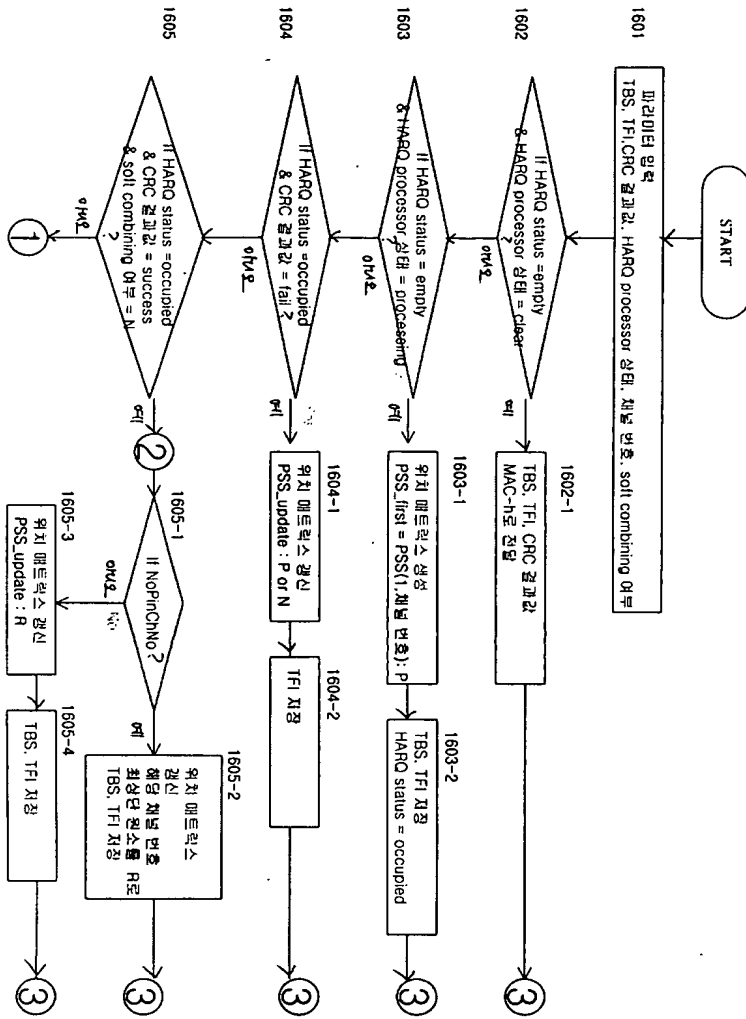 START
1601
파라미터 입력
TBS, TFI,CRC 결과값, HARQ processor 상태, 채널 번호, soft combining 여부
1602
If HARQ status =empty
& HARQ processor 상태 = clear
?
예
아니오
1602-1
TBS, TFI, CRC 결과값
MAC-h로 전달
3
1603
If HARQ status = empty
& HARQ processor 상태 = processing
?
예
아니오
1603-1
위치 매트릭스 생성
PSS_first = PSS(1,채널 번호): P
1603-2
TBS, TFI 저장
HARQ status = occupied
3
1604
If HARQ status =occupied
& CRC 결과값 = fail ?
예
아니오
1604-1
위치 매트릭스 갱신
PSS_update : P or N
1604-2
TFI 저장
3
1605
If HARQ status =occupied
& CRC 결과값 = success
& soft combining 여부 = N
?
예
아니오
1
2
1605-1
If NoPinChNo ?
예
아니오
1605-2
위치 매트릭스
갱신
해당 채널 번호
최상단 원소를 R로
TBS, TFI 저장
3
1605-3
위치 매트릭스 갱신
PSS_update : R
1605-4
TBS, TFI 저장
3